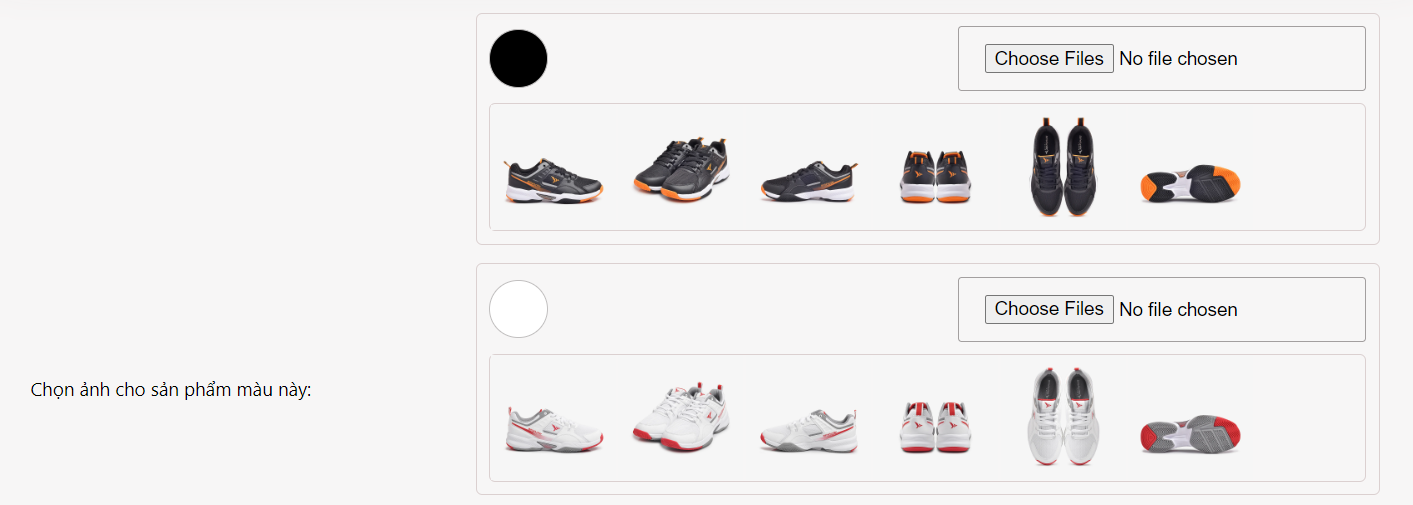 Choose Files No file chosen
Choose Files No file chosen
Chọn ảnh cho sản phẩm màu này: